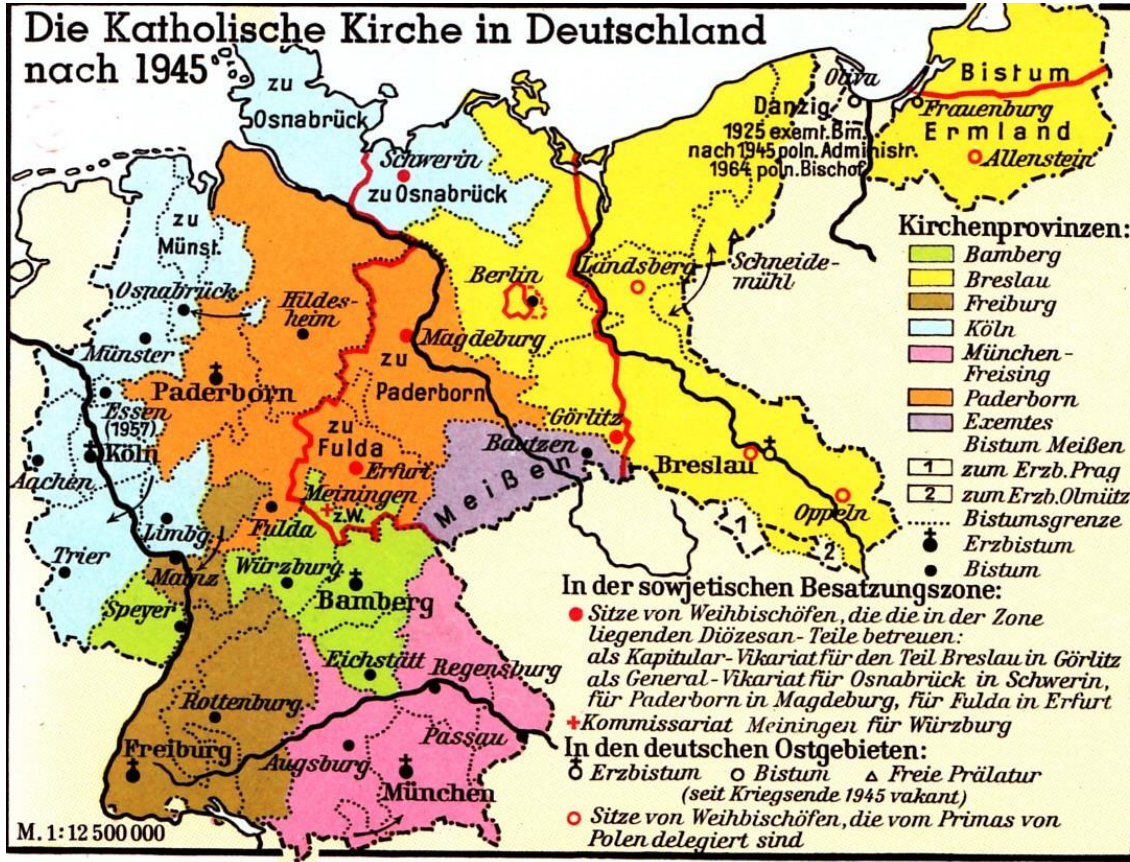 Die Katholische Kirche in Deutschland
nach 1945
zu
Osnabrück
Schwerin
zu Osnabrück
Oliva
Danzig
1925 exemt. Bm.
nach 1945 poln. Administr.
1964 poln. Bischof
Bistum
Frauenburg
Ermland
Allenstein
zu
Münst.
Osnabrück
Münster
Hildes-
heim
Paderborn
Essen
(1957)
Köln
Aachen
Limbg.
Trier
Mainz
Speyer
Berlin
Landsberg
Schneide-
mühl
Magdeburg
zu
Paderborn
zu
Fulda
Erfurt
Meiningen
z.W.
Fulda
Görlitz
Bautzen
Meißen
Breslau
Oppeln
1
2
Würzburg
Bamberg
Eichstätt
Regensburg
Rottenburg
Freiburg
Augsburg
Passau
München
M. 1:12 500 000
Kirchenprovinzen:
Bamberg
Breslau
Freiburg
Köln
München-
Freising
Paderborn
Exemtes
Bistum Meißen
1 zum Erzb. Prag
2 zum Erzb. Olmütz
Bistumsgrenze
Erzbistum
Bistum
In der sowjetischen Besatzungszone:
Sitze von Weihbischöfen, die die in der Zone
liegenden Diözesan-Teile betreuen:
als Kapitular-Vikariat für den Teil Breslau in Görlitz
als General-Vikariat für Osnabrück in Schwerin,
für Paderborn in Magdeburg, für Fulda in Erfurt
+Kommissariat Meiningen für Würzburg
In den deutschen Ostgebieten:
Erzbistum Bistum Freie Prälatur
(seit Kriegsende 1945 vakant)
Sitze von Weihbischöfen, die vom Primas von
Polen delegiert sind